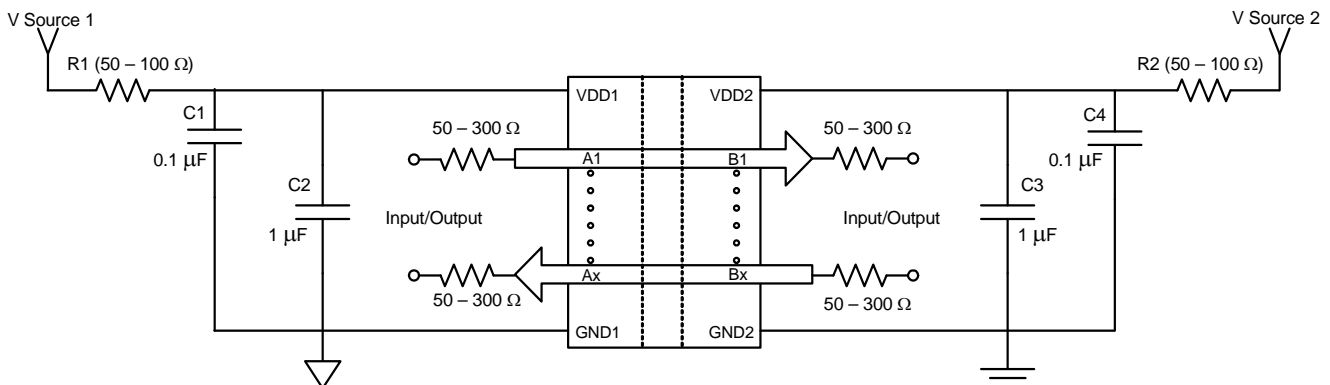 V Source 1
V Source 2
R1 (50 – 100 Ω)
R2 (50 – 100 Ω)
C1
0.1 μF
C2
1 μF
VDD1
VDD2
50 – 300 Ω
50 – 300 Ω
A1
B1
C4
0.1 μF
C3
1 μF
Input/Output
Input/Output
Ax
Bx
50 – 300 Ω
50 – 300 Ω
GND1
GND2